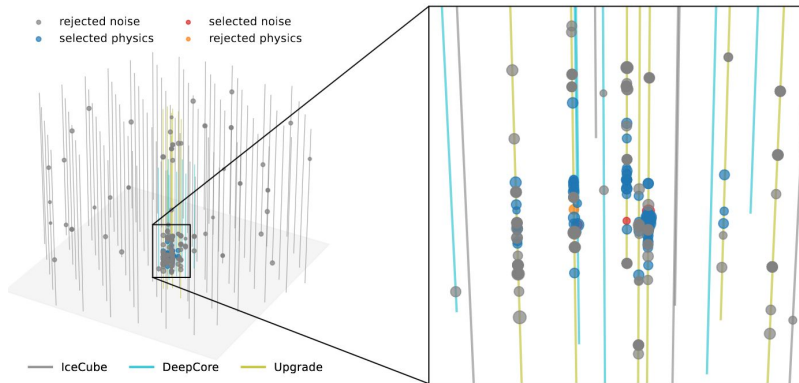 rejected noise selected noise
selected physics rejected physics
IceCube DeepCore Upgrade